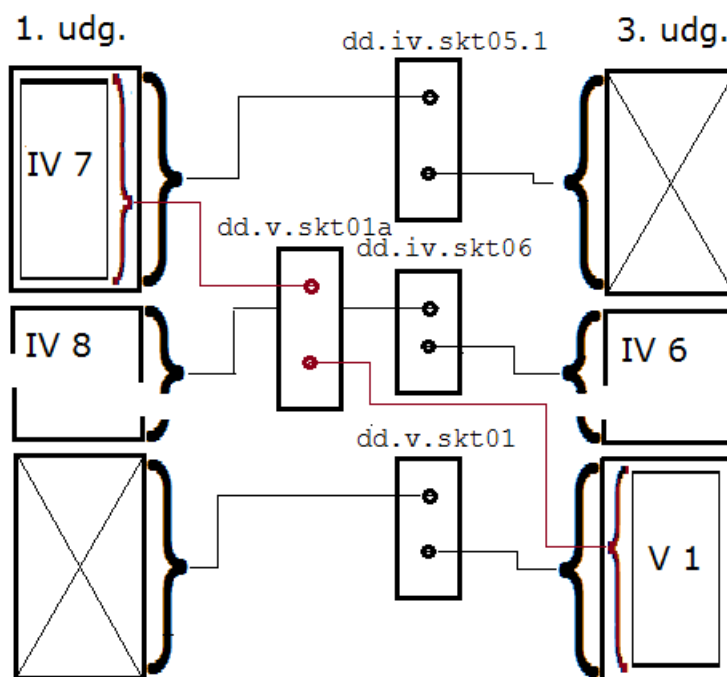 1. udg.
dd.iv.skt05.1
3. udg.
IV 7
dd.v.skt01a
dd.iv.skt06
IV 8
IV 6
dd.v.skt01
V 1